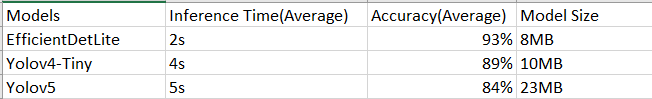 Models Inference Time(Average) Accuracy(Average) Model Size
EfficientDetLite 2s 93% 8MB
Yolov4-Tiny 4s 89% 10MB
Yolov5 5s 84% 23MB